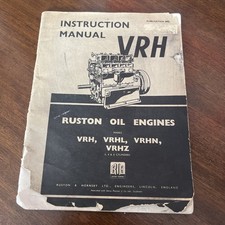 INSTRUCTION
MANUAL
VRH
RUSTON OIL ENGINES
VRH, VRHL, VRHN,
VRHZ
RUSTON & HORNSBY LTD., ENGINEERS, LINCOLN, ENGLAND